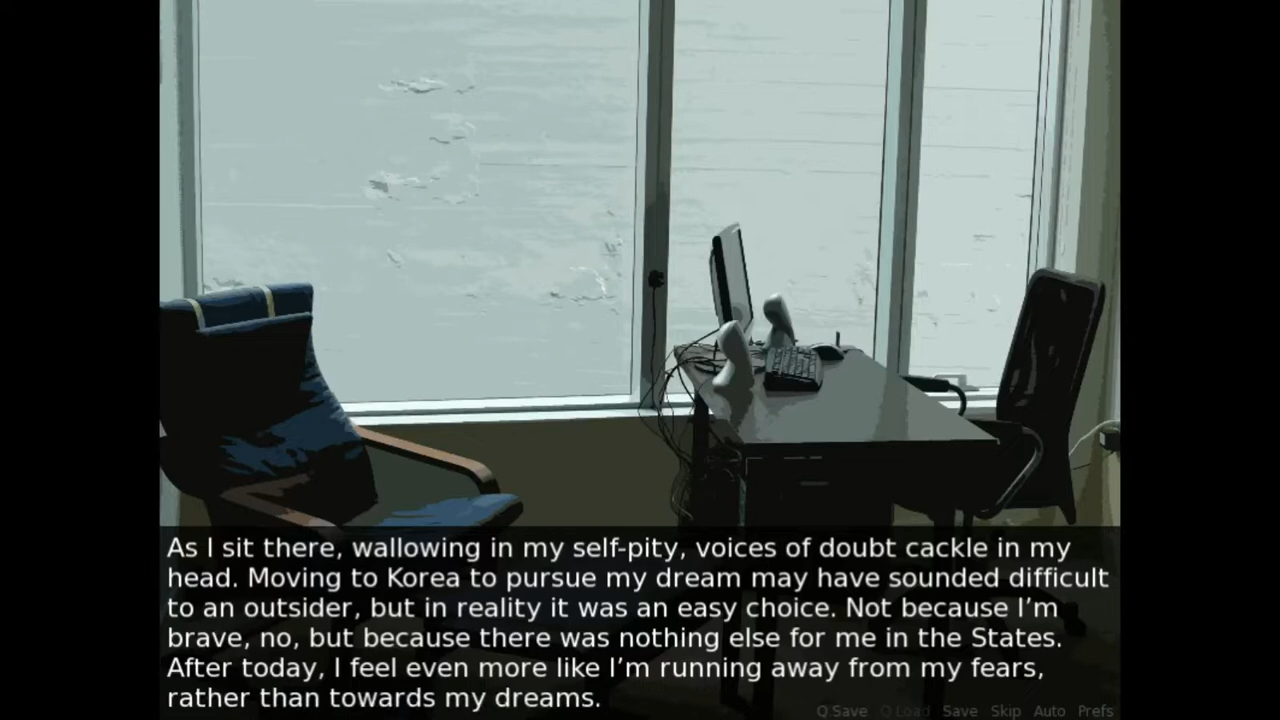 As I sit there, wallowing in my self-pity, voices of doubt cackle in my
head. Moving to Korea to pursue my dream may have sounded difficult
to an outsider, but in reality it was an easy choice. Not because I’m
brave, no, but because there was nothing else for me in the States.
After today, I feel even more like I’m running away from my fears,
rather than towards my dreams.
Q.Save Q.Load Save Skip Auto Prefs